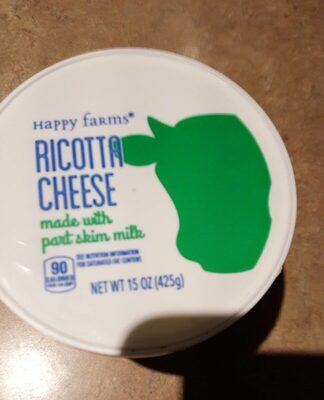 Happy Farms®
RICOTTA
CHEESE
made with
part skim milk
90
SEE NUTRITION INFORMATION
FOR SATURATED FAT CONTENT
NET WT 15 OZ (425g)